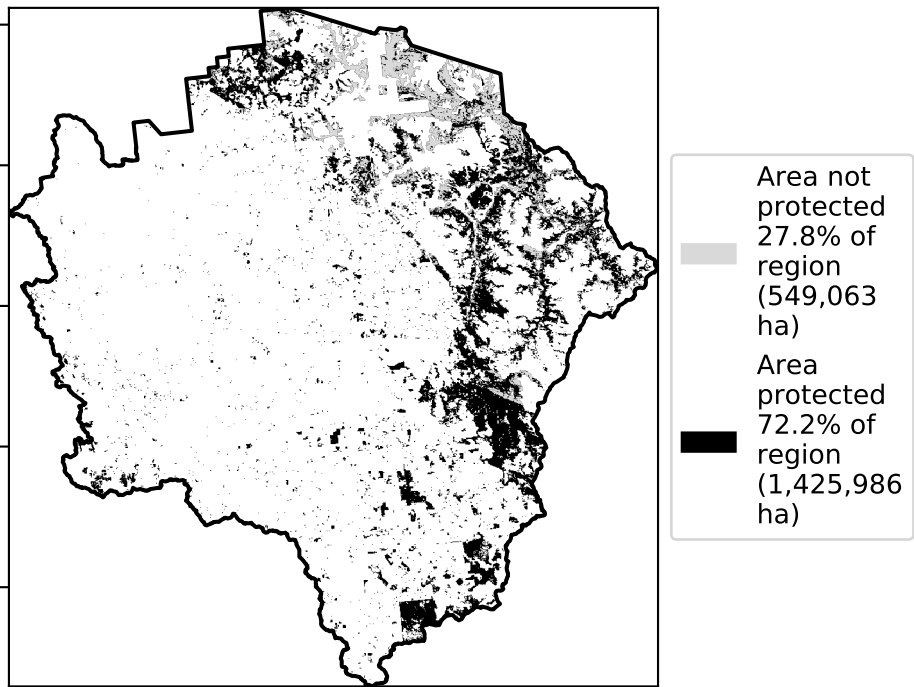 Area not
protected
27.8% of
region
(549,063
ha)
Area
protected
72.2% of
region
(1,425,986
ha)